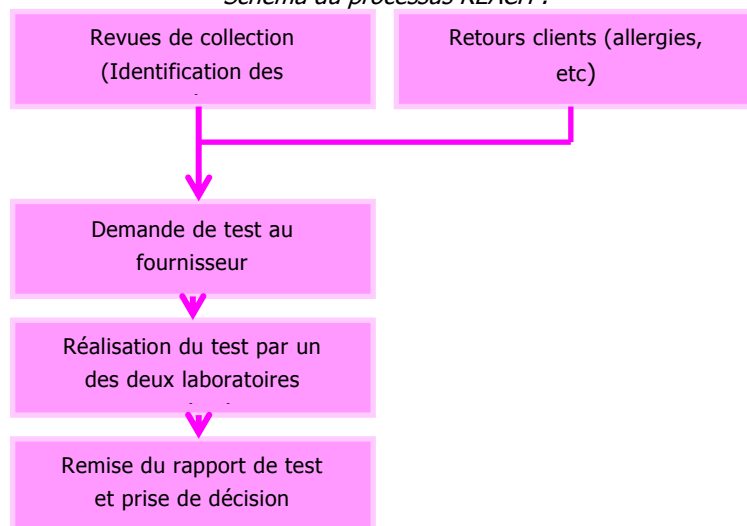 Schéma du processus REACH :
Revues de collection
(Identification des
Retours clients (allergies,
etc)
Demande de test au
fournisseur
Réalisation du test par un
des deux laboratoires
Remise du rapport de test
et prise de décision